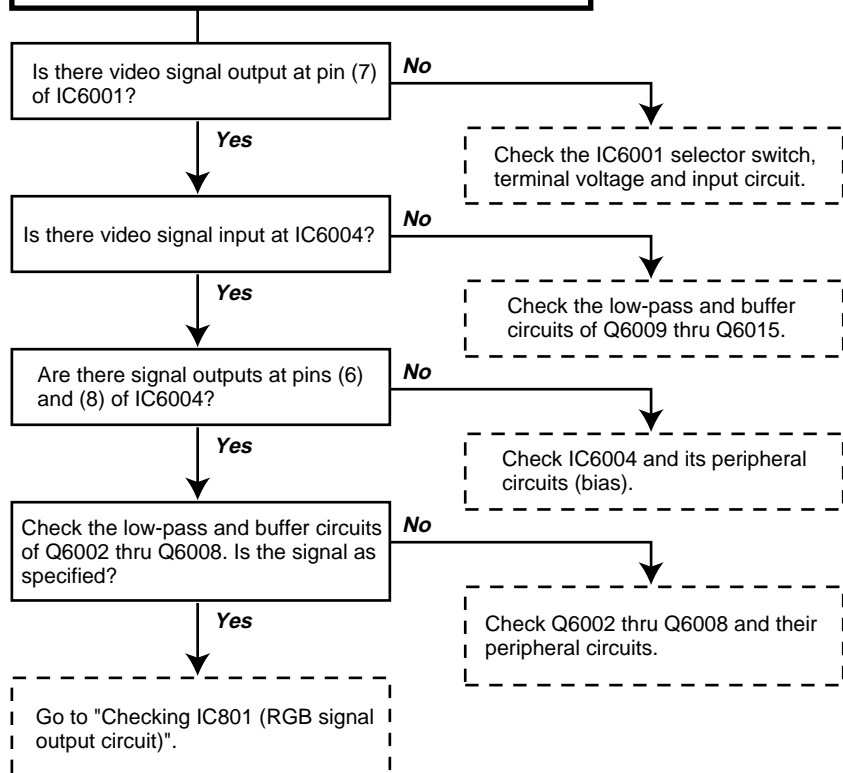 Is there video signal output at pin (7)
of IC6001?
No
Yes
Check the IC6001 selector switch,
terminal voltage and input circuit.
Is there video signal input at IC6004?
No
Yes
Check the low-pass and buffer
circuits of Q6009 thru Q6015.
Are there signal outputs at pins (6)
and (8) of IC6004?
No
Yes
Check IC6004 and its peripheral
circuits (bias).
Check the low-pass and buffer circuits
of Q6002 thru Q6008. Is the signal as
specified?
No
Yes
Check Q6002 thru Q6008 and their
peripheral circuits.
Go to "Checking IC801 (RGB signal
output circuit)".